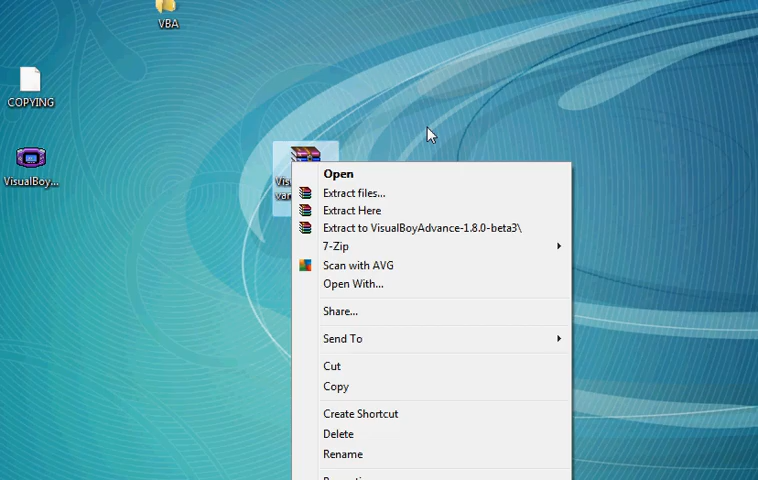 VBA
COPYING
VisualBoy...
Open
Extract files...
Extract Here
Extract to VisualBoyAdvance-1.8.0-beta3\
7-Zip
Scan with AVG
Open With...
Share...
Send To
Cut
Copy
Create Shortcut
Delete
Rename